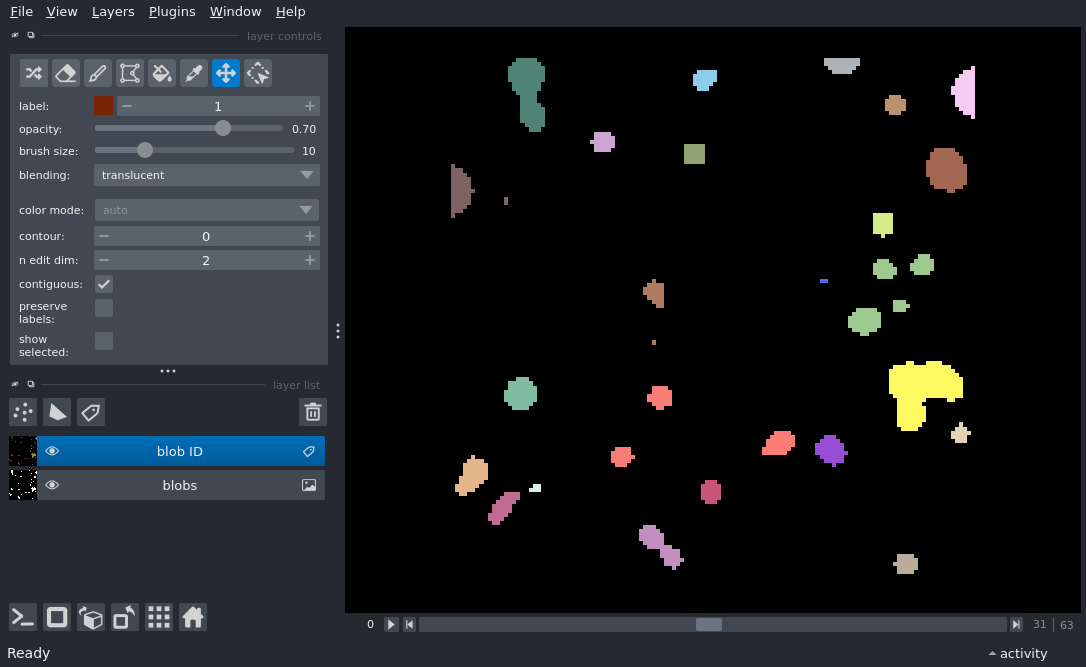 File View Layers Plugins Window Help
layer controls
label: 1
opacity: 0.70
brush size: 10
blending: translucent
color mode: auto
contour: 0
n edit dim: 2
contiguous:
preserve
labels:
show
selected:
layer list
blob ID
blobs
0 31 63
Ready activity